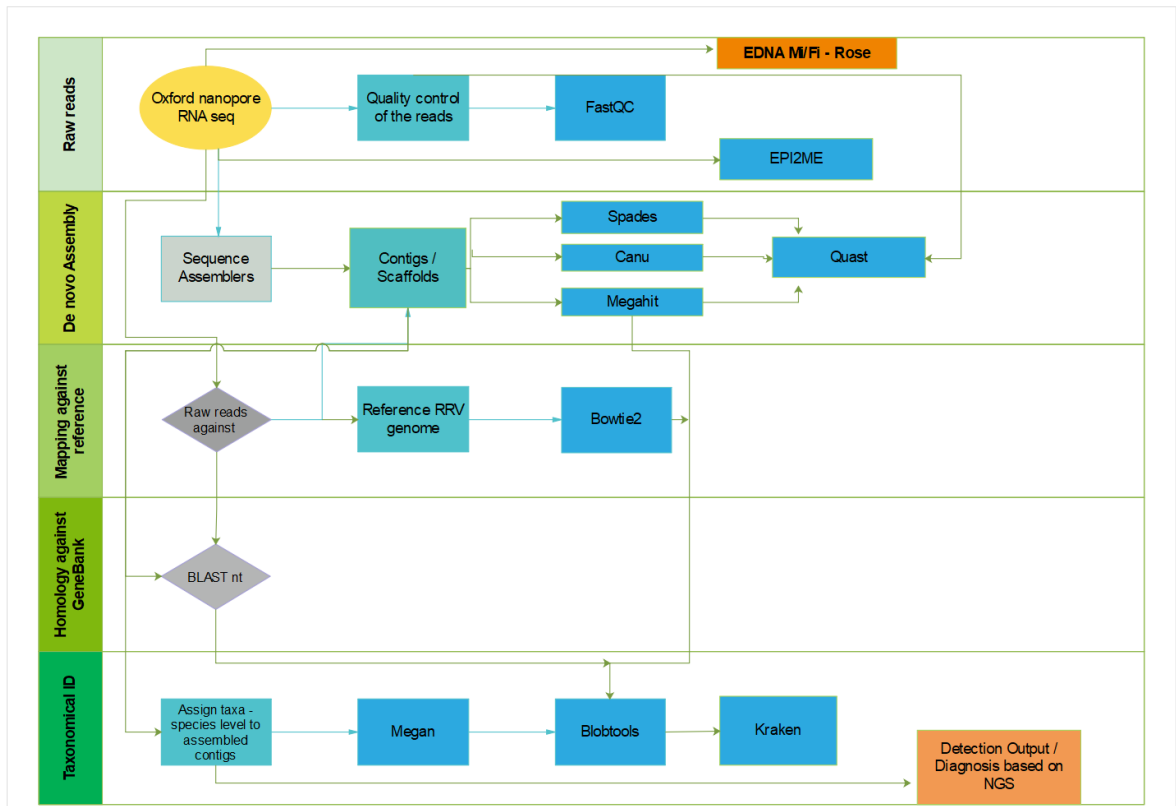 Raw reads
EDNA Mi/Fi - Rose
Oxford nanopore
RNA seq
Quality control
of the reads
FastQC
EPI2ME
De novo Assembly
Sequence
Assemblers
Contigs /
Scaffolds
Spades
Canu
Megahit
Quast
Mapping against
reference
Raw reads
against
Reference RRV
genome
Bowtie2
Homology against
GeneBank
BLAST nt
Taxonomical ID
Assign taxa -
species level to
assembled
contigs
Megan
Blobtools
Kraken
Detection Output /
Diagnosis based on
NGS